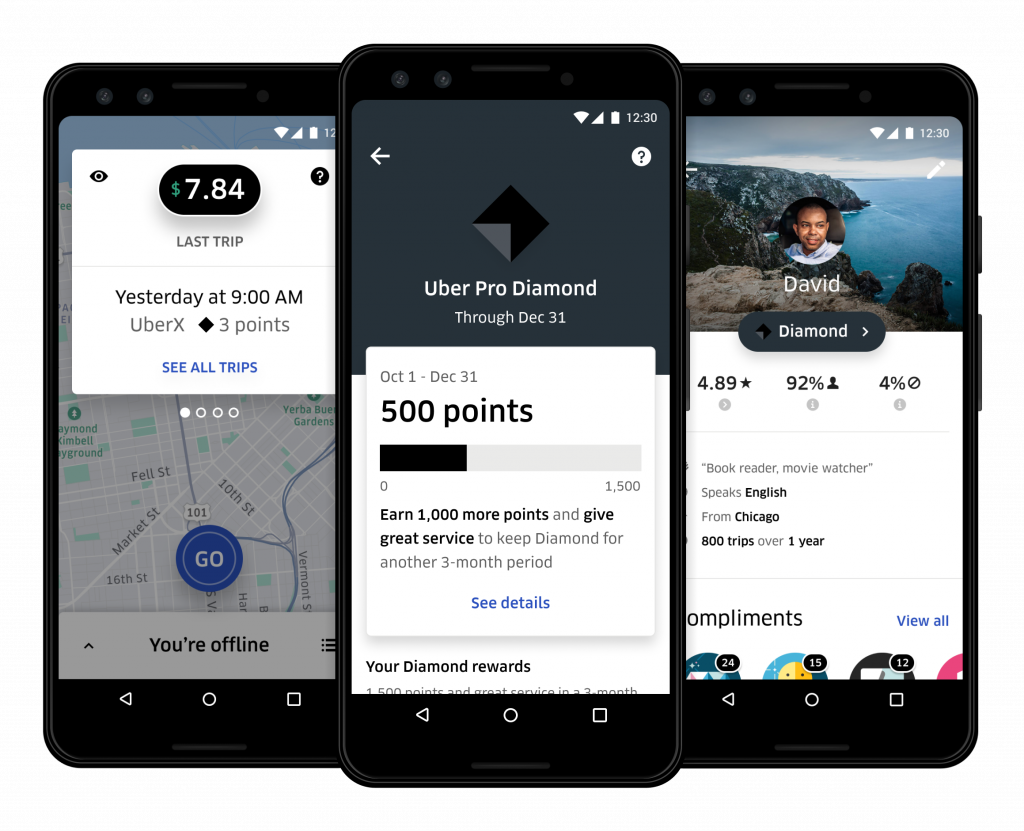 12
$7.84
LAST TRIP
Yesterday at 9:00 AM
UberX 3 points
SEE ALL TRIPS
Yerba Buen
Gardens
aymond
Kimbell
ayground
Fell St
10th St
Market St
101
GO
16th St
S Va
Har
Vermont S
You're offline
12:30
?
Uber Pro Diamond
Through Dec 31
Oct 1 - Dec 31
500 points
0 1,500
Earn 1,000 more points and give
great service to keep Diamond for
another 3-month period
See details
Your Diamond rewards
1,500 points and great service in a 3-month
12:30
David
Diamond
4.89 92% 4%
"Book reader, movie watcher"
Speaks English
From Chicago
800 trips over 1 year
ompliments
View all
24 15 12